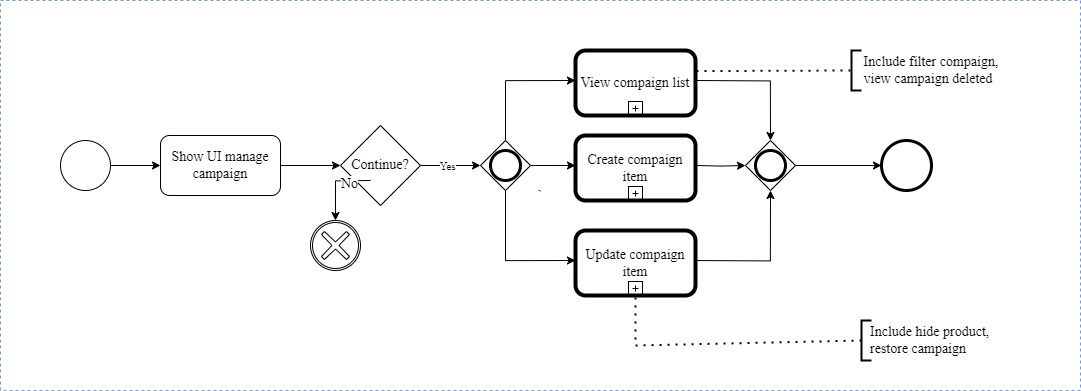 Show UI manage
campaign
Continue?
No
Yes
View compaign list
Create compaign
item
Update compaign
item
Include filter compaign,
view campaign deleted
Include hide product,
restore campaign